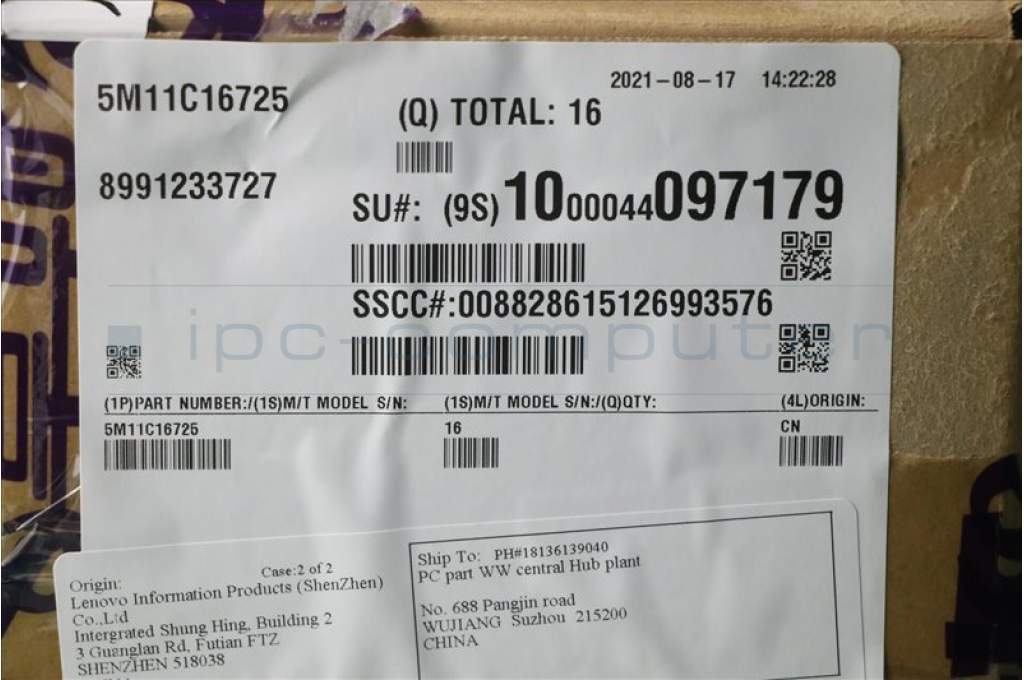 5M11C16725
2021-08-17 14:22:28
(Q) TOTAL: 16
8991233727
SU#: (9S)1000044097179
SSCC#:008828615126993576
ipc-computer
(1P)PART NUMBER:/(1S)M/T MODEL S/N: (1S)M/T MODEL S/N:/(Q)QTY: (4L)ORIGIN:
5M11C16725 16 CN
Case:2 of 2
Origin:
Lenovo Information Products (ShenZhen)
Co.,Ltd
Intergrated Shung Hing, Building 2
3 Guanglan Rd, Futian FTZ
SHENZHEN 518038
Ship To: PH#18136139040
PC part WW central Hub plant
No. 688 Pangjin road
WUJIANG Suzhou 215200
CHINA